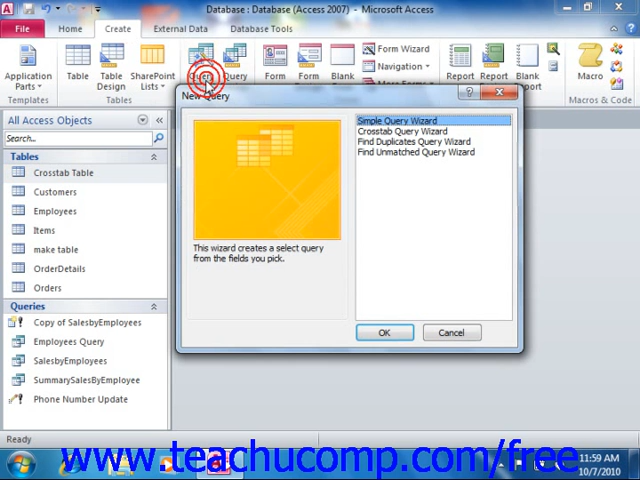 Database : Database (Access 2007) - Microsoft Access
File
Home
Create
External Data
Database Tools
Application
Parts
Table
Table
Design
SharePoint
Lists
Query
Query
Form
Form
Blank
Form Wizard
Navigation
Report
Report
Blank
Macro
Templates
Tables
Macros & Code
New Query
All Access Objects
Search...
Tables
Crosstab Table
Customers
Employees
Items
make table
OrderDetails
Orders
Queries
Copy of SalesbyEmployees
Employees Query
SalesbyEmployees
SummarySalesByEmployee
Phone Number Update
Simple Query Wizard
Crosstab Query Wizard
Find Duplicates Query Wizard
Find Unmatched Query Wizard
This wizard creates a select query
from the fields you pick.
OK
Cancel
Ready
www.teachucomp.com/free
11:59 AM
10/7/2010